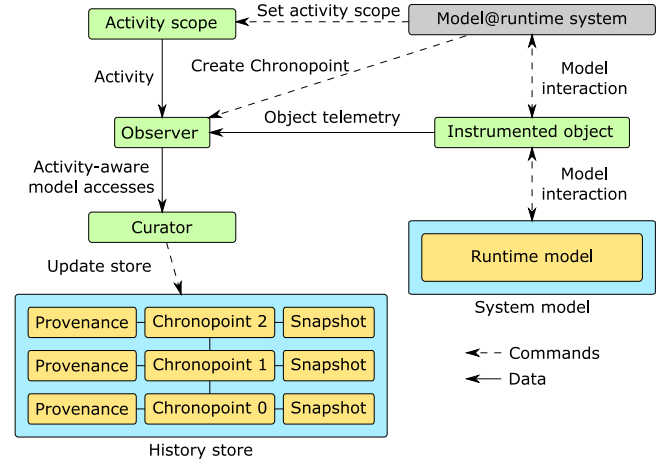 Activity scope
Set activity scope
Model@runtime system
Activity
Create Chronopoint
Model
interaction
Observer
Object telemetry
Instrumented object
Activity-aware
model accesses
Model
interaction
Curator
Runtime model
Update store
System model
Provenance
Chronopoint 2
Snapshot
Provenance
Chronopoint 1
Snapshot
Provenance
Chronopoint 0
Snapshot
Commands
Data
History store